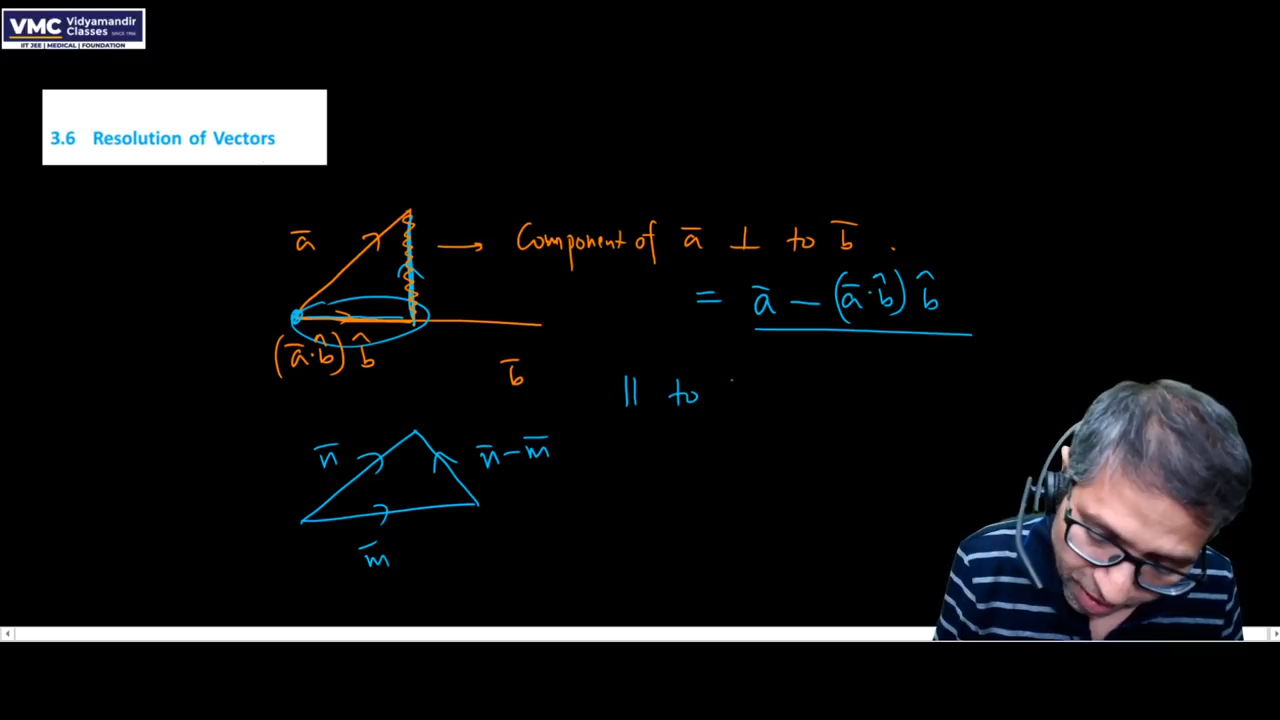 VMC Vidyamandir Classes SINCE 1986
IIT JEE | MEDICAL | FOUNDATION
3.6 Resolution of Vectors
a̅ → Component of a̅ ⊥ to b̅ .
= a̅ − (a̅·b̂) b̂
(a̅·b̂) b̂
b̅
|| to
n̅ n̅ − m̅
m̅